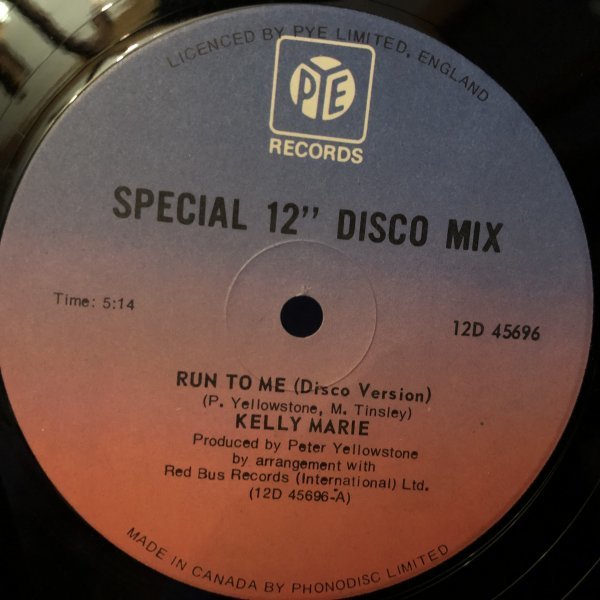 LICENCED BY PYE LIMITED, ENGLAND
PYE
RECORDS
SPECIAL 12" DISCO MIX
Time: 5:14
12D 45696
RUN TO ME (Disco Version)
(P. Yellowstone, M. Tinsley)
KELLY MARIE
Produced by Peter Yellowstone
by arrangement with
Red Bus Records (International) Ltd.
(12D 45696-A)
MADE IN CANADA BY PHONODISC LIMITED